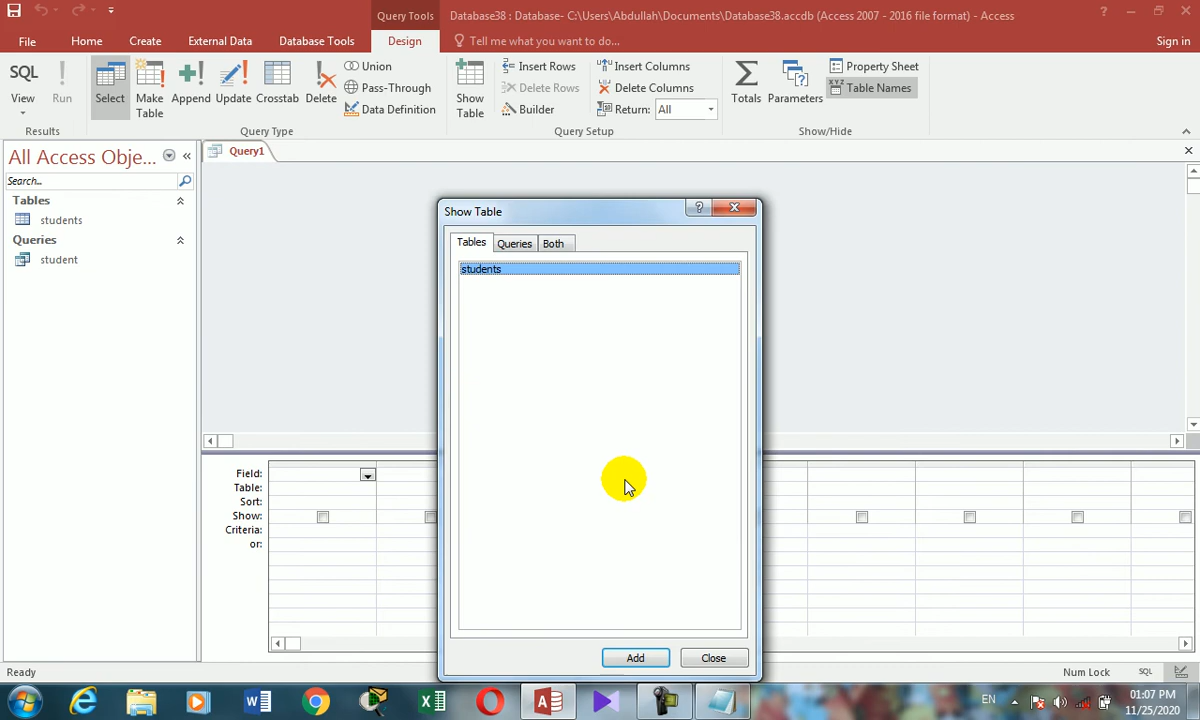 Query Tools
Database38 : Database- C:\Users\Abdullah\Documents\Database38.accdb (Access 2007 - 2016 file format) - Access
?
File
Home
Create
External Data
Database Tools
Design
Tell me what you want to do...
Sign in
SQL
View
Run
Results
Select
Make
Table
Append
Update
Crosstab
Delete
Union
Pass-Through
Data Definition
Query Type
Show
Table
Insert Rows
Delete Rows
Builder
Insert Columns
Delete Columns
Return: All
Query Setup
Totals
Parameters
Property Sheet
XYZ Table Names
Show/Hide
All Access Obje...
Search...
Tables
students
Queries
student
Query1
Show Table
?
Tables
Queries
Both
students
Add
Close
Field:
Table:
Sort:
Show:
Criteria:
or:
Ready
Num Lock
SQL
EN
01:07 PM
11/25/2020